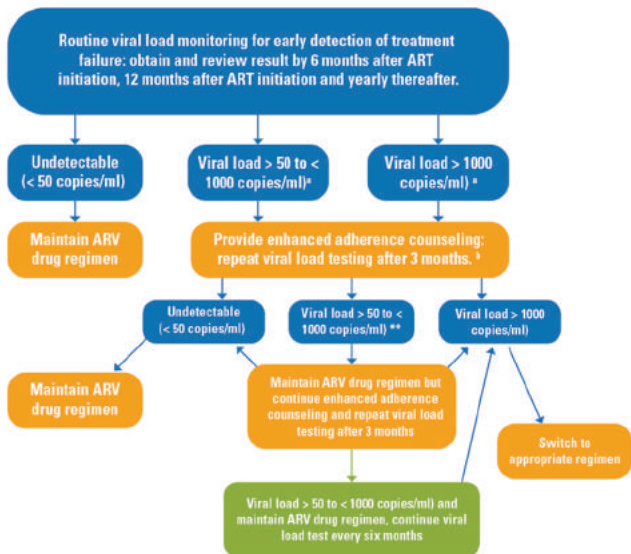 Routine viral load monitoring for early detection of treatment
failure: obtain and review result by 6 months after ART
initiation, 12 months after ART initiation and yearly thereafter.
Undetectable
(< 50 copies/ml)
Viral load > 50 to <
1000 copies/ml)ᵃ
Viral load > 1000
copies/ml) ᵃ
Maintain ARV
drug regimen
Provide enhanced adherence counseling:
repeat viral load testing after 3 months. ᵇ
Undetectable
(< 50 copies/ml)
Viral load > 50 to <
1000 copies/ml) **
Viral load > 1000
copies/ml)
Maintain ARV
drug regimen
Maintain ARV drug regimen but
continue enhanced adherence
counseling and repeat viral load
testing after 3 months
Switch to
appropriate regimen
Viral load > 50 to < 1000 copies/ml) and
maintain ARV drug regimen, continue viral
load test every six months